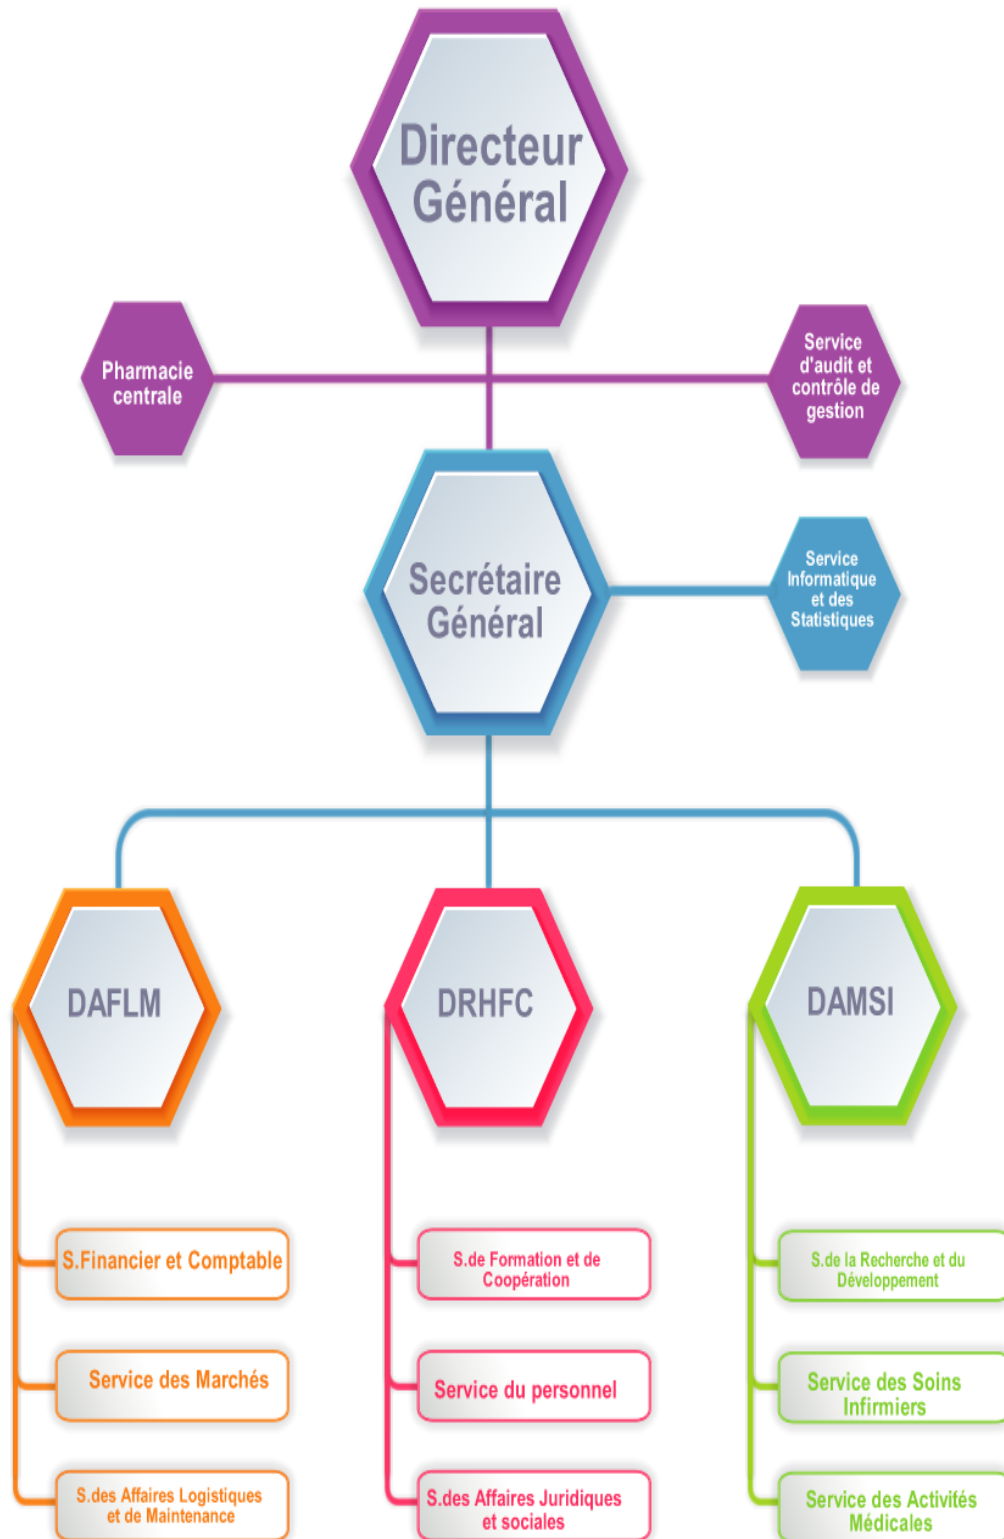 Directeur
Général
Pharmacie
centrale
Service
d'audit et
contrôle de
gestion
Secrétaire
Général
Service
Informatique
et des
Statistiques
DAFLM
DRHFC
DAMSI
S.Financier et Comptable
Service des Marchés
S.des Affaires Logistiques
et de Maintenance
S.de Formation et de
Coopération
Service du personnel
S.des Affaires Juridiques
et sociales
S.de la Recherche et du
Développement
Service des Soins
Infirmiers
Service des Activités
Médicales